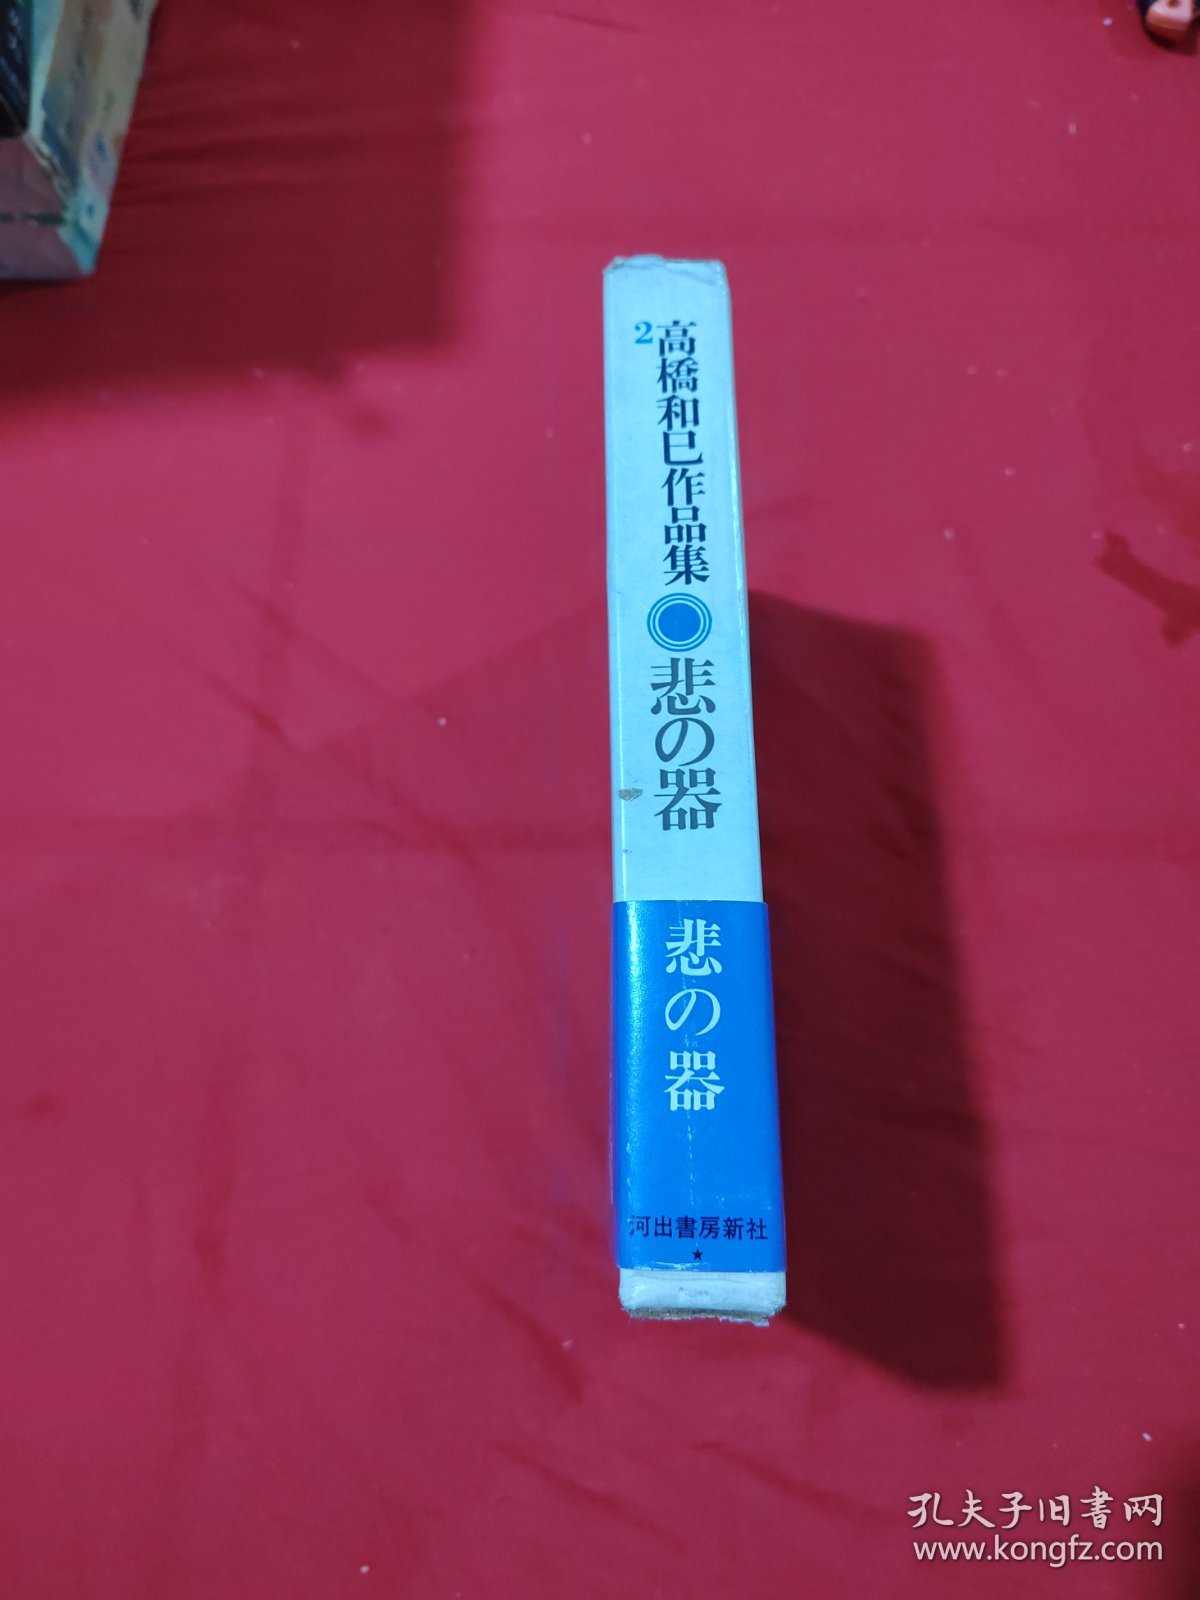 2
高橋和巳作品集
悲の器
悲の器
河出書房新社
★
孔夫子旧书网
www.kongfz.com